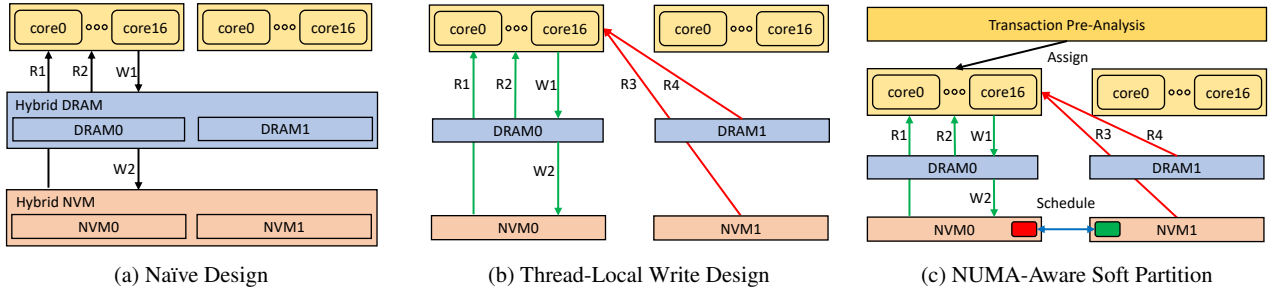 core0 core16 core0 core16
R1 R2 W1
Hybrid DRAM
DRAM0 DRAM1
W2
Hybrid NVM
NVM0 NVM1
(a) Naïve Design
core0 core16 core0 core16
R1 R2 W1 R3 R4
DRAM0 DRAM1
W2
NVM0 NVM1
(b) Thread-Local Write Design
Transaction Pre-Analysis
Assign
core0 core16 core0 core16
R1 R2 W1 R3 R4
DRAM0 DRAM1
W2 Schedule
NVM0 NVM1
(c) NUMA-Aware Soft Partition